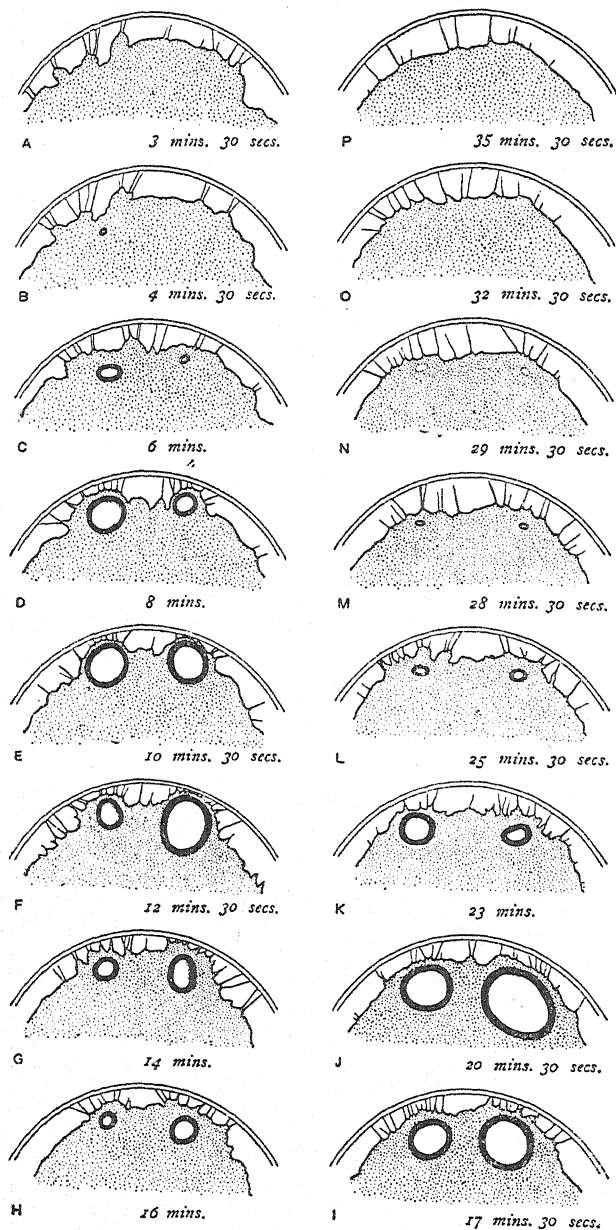 A 3 mins. 30 secs.
B 4 mins. 30 secs.
C 6 mins.
D 8 mins.
E 10 mins. 30 secs.
F 12 mins. 30 secs.
G 14 mins.
H 16 mins.
P 35 mins. 30 secs.
O 32 mins. 30 secs.
N 29 mins. 30 secs.
M 28 mins. 30 secs.
L 25 mins. 30 secs.
K 23 mins.
J 20 mins. 30 secs.
I 17 mins. 30 secs.